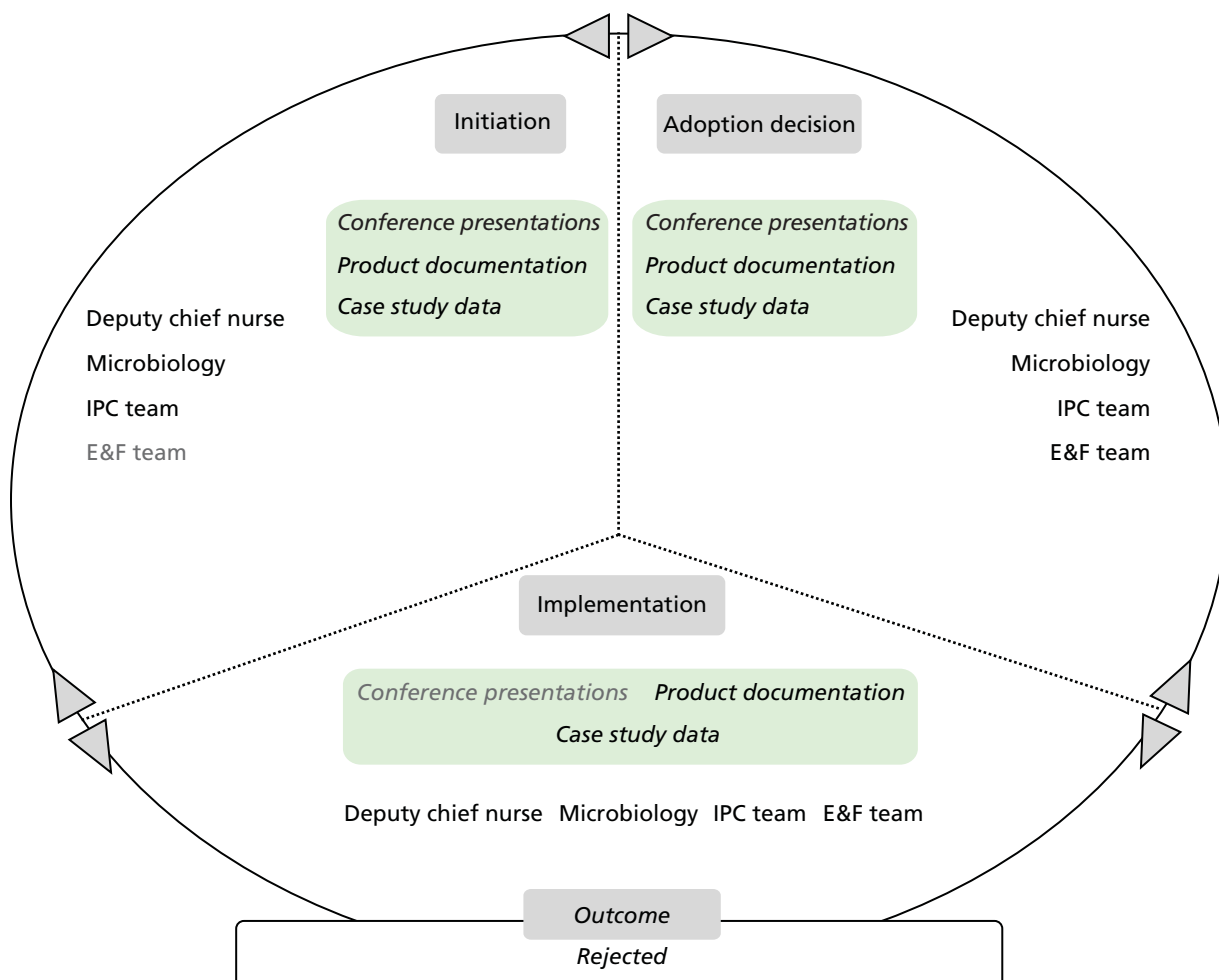 Initiation
Conference presentations
Product documentation
Case study data
Deputy chief nurse
Microbiology
IPC team
E&F team
Adoption decision
Conference presentations
Product documentation
Case study data
Deputy chief nurse
Microbiology
IPC team
E&F team
Implementation
Conference presentations Product documentation
Case study data
Deputy chief nurse Microbiology IPC team E&F team
Outcome
Rejected